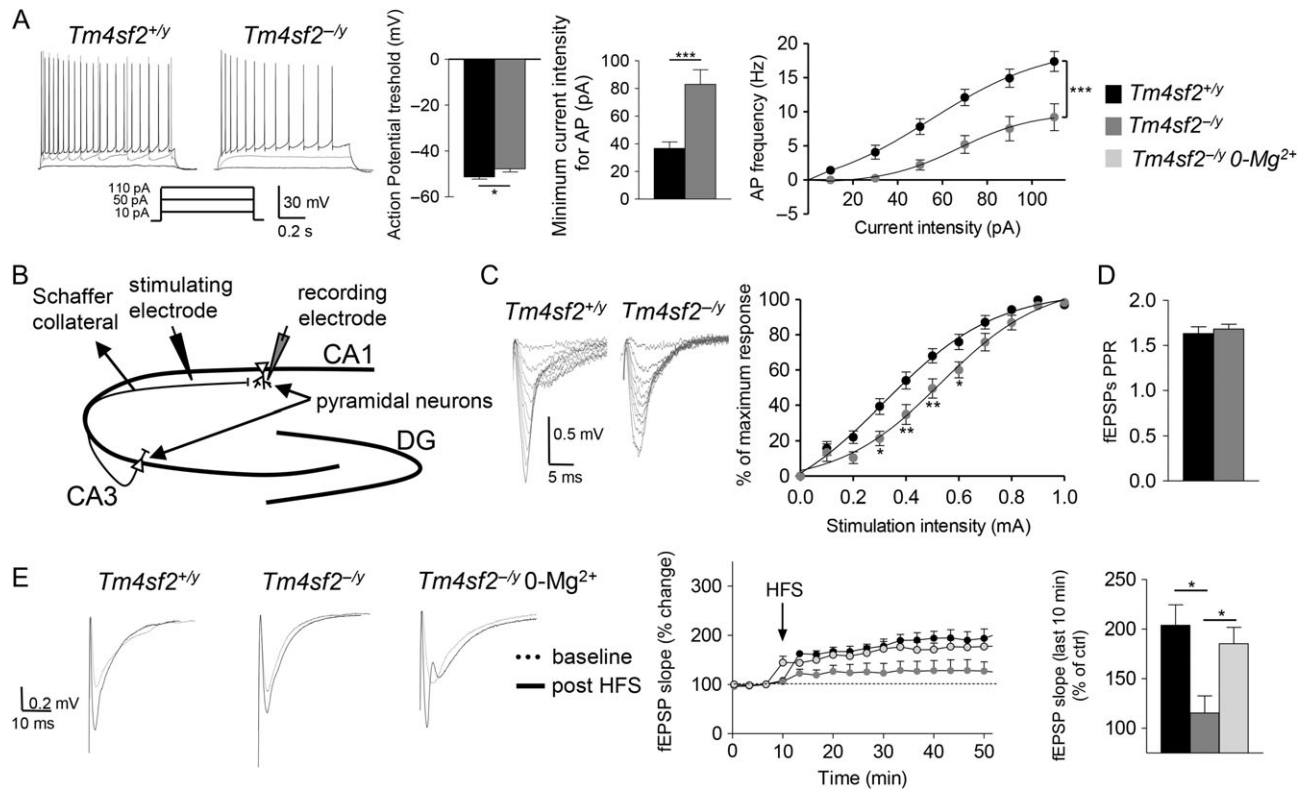 A
Tm4sf2+/y
Tm4sf2–/y
110 pA
50 pA
10 pA
30 mV
0.2 s
Action Potential treshold (mV)
0
–20
–40
–60
*
Minimum current intensity
for AP (pA)
100
80
60
40
20
0
***
AP frequency (Hz)
20
15
10
5
0
–5
20 40 60 80 100
Current intensity (pA)
***
Tm4sf2+/y
Tm4sf2–/y
Tm4sf2–/y 0-Mg2+
B
Schaffer
collateral
stimulating
electrode
recording
electrode
CA1
pyramidal neurons
DG
CA3
C
Tm4sf2+/y
Tm4sf2–/y
0.5 mV
5 ms
% of maximum response
100
80
60
40
20
0
* ** ** *
0.0 0.2 0.4 0.6 0.8 1.0
Stimulation intensity (mA)
D
fEPSPs PPR
2.0
1.5
1.0
0.5
0.0
E
Tm4sf2+/y
Tm4sf2–/y
Tm4sf2–/y 0-Mg2+
0.2 mV
10 ms
baseline
post HFS
fEPSP slope (% change)
300
200
100
0
HFS
0 10 20 30 40 50
Time (min)
fEPSP slope (last 10 min)
(% of ctrl)
250
200
150
100
*
*